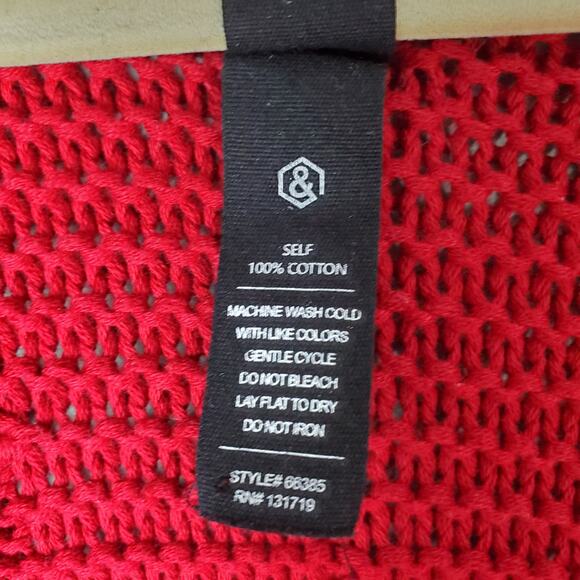 &
SELF
100% COTTON
MACHINE WASH COLD
WITH LIKE COLORS
GENTLE CYCLE
DO NOT BLEACH
LAY FLAT TO DRY
DO NOT IRON
STYLE# 66385
RN# 131719